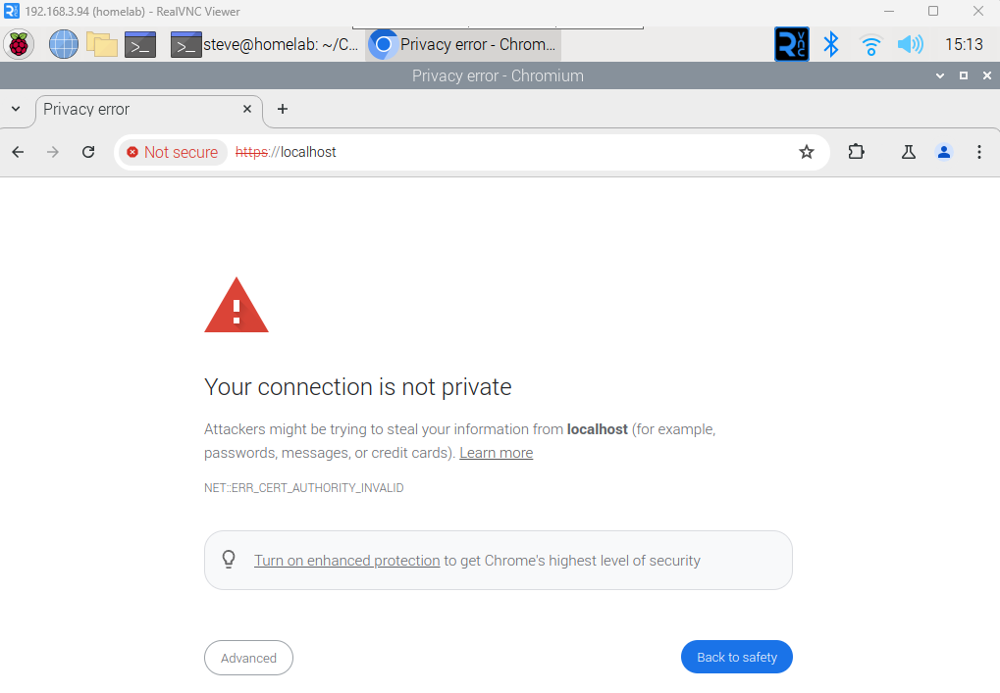 192.168.3.94 (homelab) - RealVNC Viewer
steve@homelab: ~/C...
Privacy error - Chrom...
15:13
Privacy error - Chromium
Privacy error
Not secure
https://localhost
Your connection is not private
Attackers might be trying to steal your information from localhost (for example,
passwords, messages, or credit cards). Learn more
NET::ERR_CERT_AUTHORITY_INVALID
Turn on enhanced protection to get Chrome's highest level of security
Advanced
Back to safety